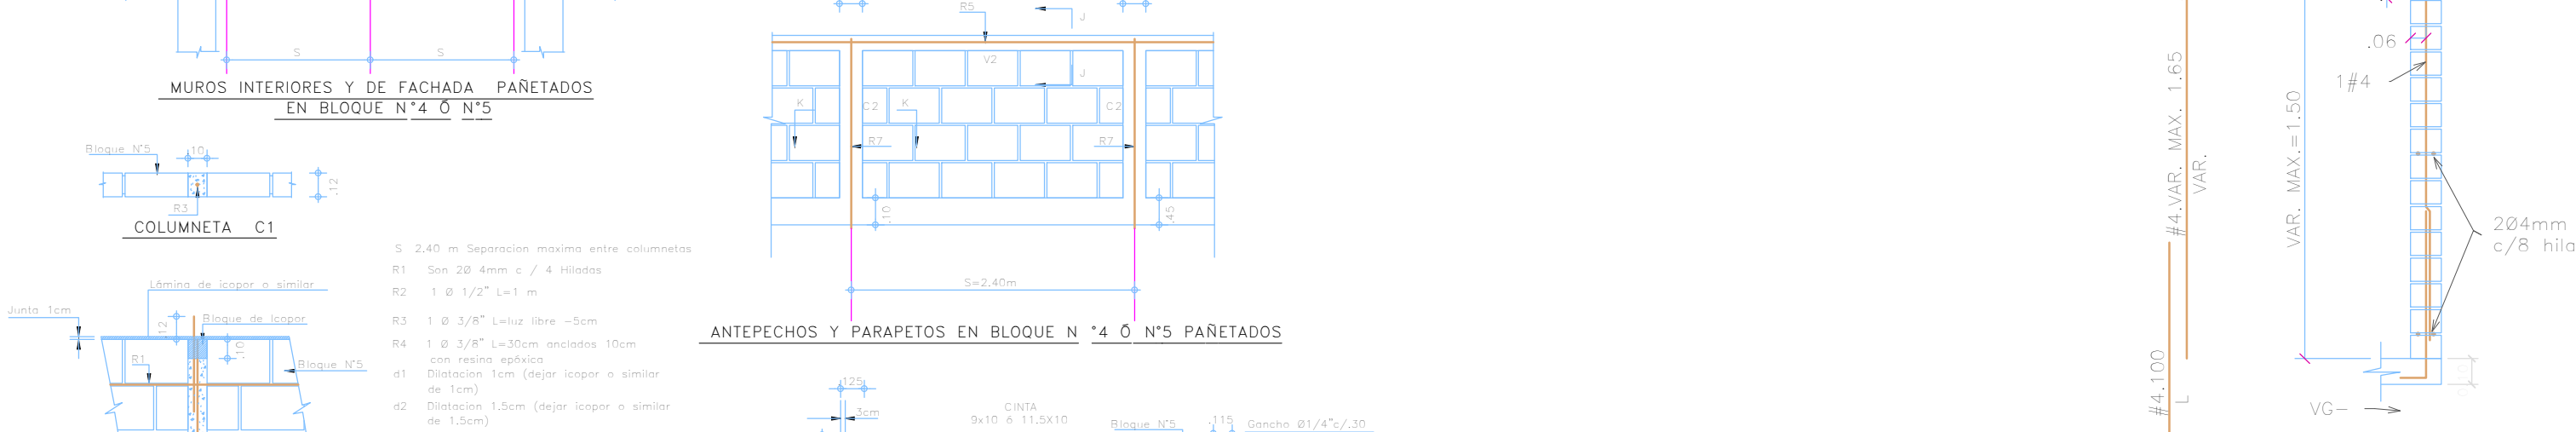 S
S
MUROS INTERIORES Y DE FACHADA PAÑETADOS
EN BLOQUE N°4 Ó N°5
Bloque N°5
.10
.12
R3
COLUMNETA C1
Lámina de icopor o similar
Junta 1cm
.12
Bloque de Icopor
.10
R1
Bloque N°5
S 2.40 m Separacion maxima entre columnetas
R1 Son 2Ø 4mm c / 4 Hiladas
R2 1 Ø 1/2" L=1 m
R3 1 Ø 3/8" L=luz libre -5cm
R4 1 Ø 3/8" L=30cm anclados 10cm
con resina epóxica
d1 Dilatacion 1cm (dejar icopor o similar
de 1cm)
d2 Dilatacion 1.5cm (dejar icopor o similar
de 1.5cm)
R5
J
V2
J
K
C2
K
C2
R7
R7
.10
.45
S=2.40m
ANTEPECHOS Y PARAPETOS EN BLOQUE N °4 Ó N°5 PAÑETADOS
.125
3cm
CINTA
9x10 ó 11.5X10
Bloque N°5
.115
Gancho Ø1/4"c/.30
#4.VAR. MAX. 1.65
VAR.
#4.100
L
VAR. MAX.=1.50
.06
1#4
2Ø4mm
c/8 hila
VG-